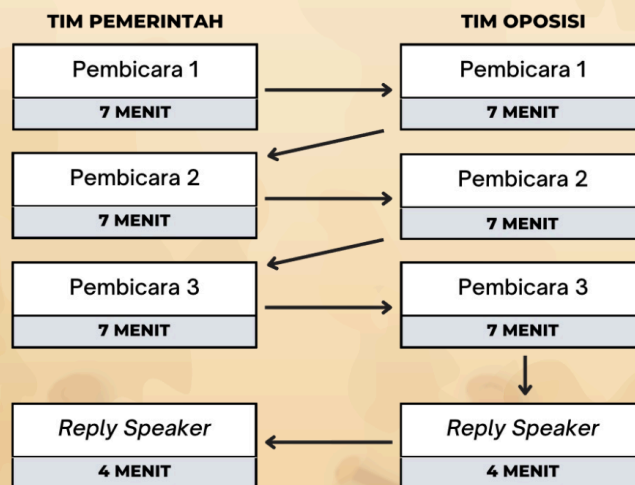 TIM PEMERINTAH
TIM OPOSISI
Pembicara 1
7 MENIT
Pembicara 1
7 MENIT
Pembicara 2
7 MENIT
Pembicara 2
7 MENIT
Pembicara 3
7 MENIT
Pembicara 3
7 MENIT
Reply Speaker
4 MENIT
Reply Speaker
4 MENIT